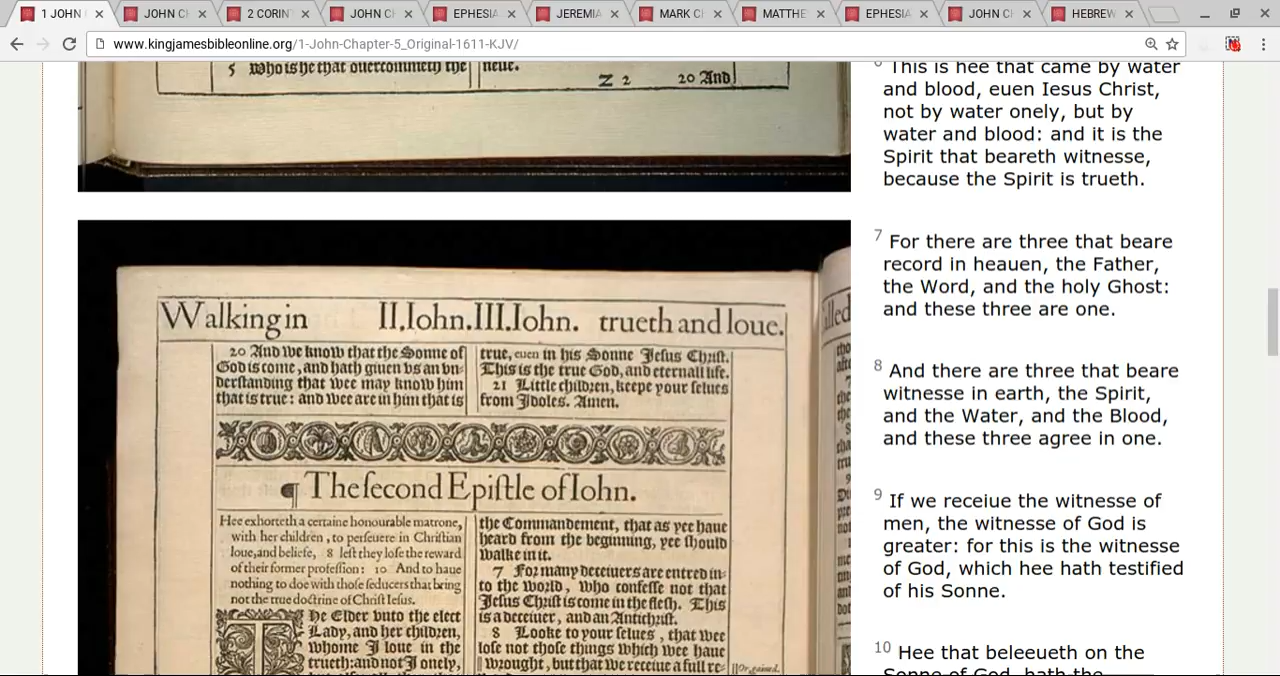 1 JOHN
JOHN C
2 CORIN
JOHN C
EPHESIA
JEREMIA
MARK C
MATTHE
EPHESIA
JOHN C
HEBREW
www.kingjamesbibleonline.org/1-John-Chapter-5_Original-1611-KJV/
5 Who is he that ouercommeth the
neue.
Z 2
20 And
Walking in II.Iohn.III.Iohn. trueth and loue.
20 And we know that the Sonne of
God is come, and hath giuen vs an vn-
derstanding that wee may know him
that is true: and wee are in him that is
true, euen in his Sonne Jesus Christ.
This is the true God, and eternall life.
21 Little children, keepe your selues
from Idoles. Amen.
¶ The second Epistle of Iohn.
Hee exhorteth a certaine honourable matrone,
with her children, to perseuere in Christian
loue, and beliefe, 8 lest they lose the reward
of their former profession: 10 And to haue
nothing to doe with those seducers that bring
not the true doctrine of Christ Iesus.
THe Elder vnto the elect
Lady, and her children,
whome I loue in the
trueth: and not I onely,
the Commandement, that as yee haue
heard from the beginning, yee should
walke in it.
7 For many deceiuers are entred in-
to the world, who confesse not that
Jesus Christ is come in the flesh. This
is a deceiuer, and an Antichrist.
8 Looke to your selues, that wee
lose not those things which wee haue
|| wrought, but that we receiue a full re-
|| Or, gained.
6 This is hee that came by water
and blood, euen Iesus Christ,
not by water onely, but by
water and blood: and it is the
Spirit that beareth witnesse,
because the Spirit is trueth.
7 For there are three that beare
record in heauen, the Father,
the Word, and the holy Ghost:
and these three are one.
8 And there are three that beare
witnesse in earth, the Spirit,
and the Water, and the Blood,
and these three agree in one.
9 If we receiue the witnesse of
men, the witnesse of God is
greater: for this is the witnesse
of God, which hee hath testified
of his Sonne.
10 Hee that beleeueth on the
Sonne of God, hath the